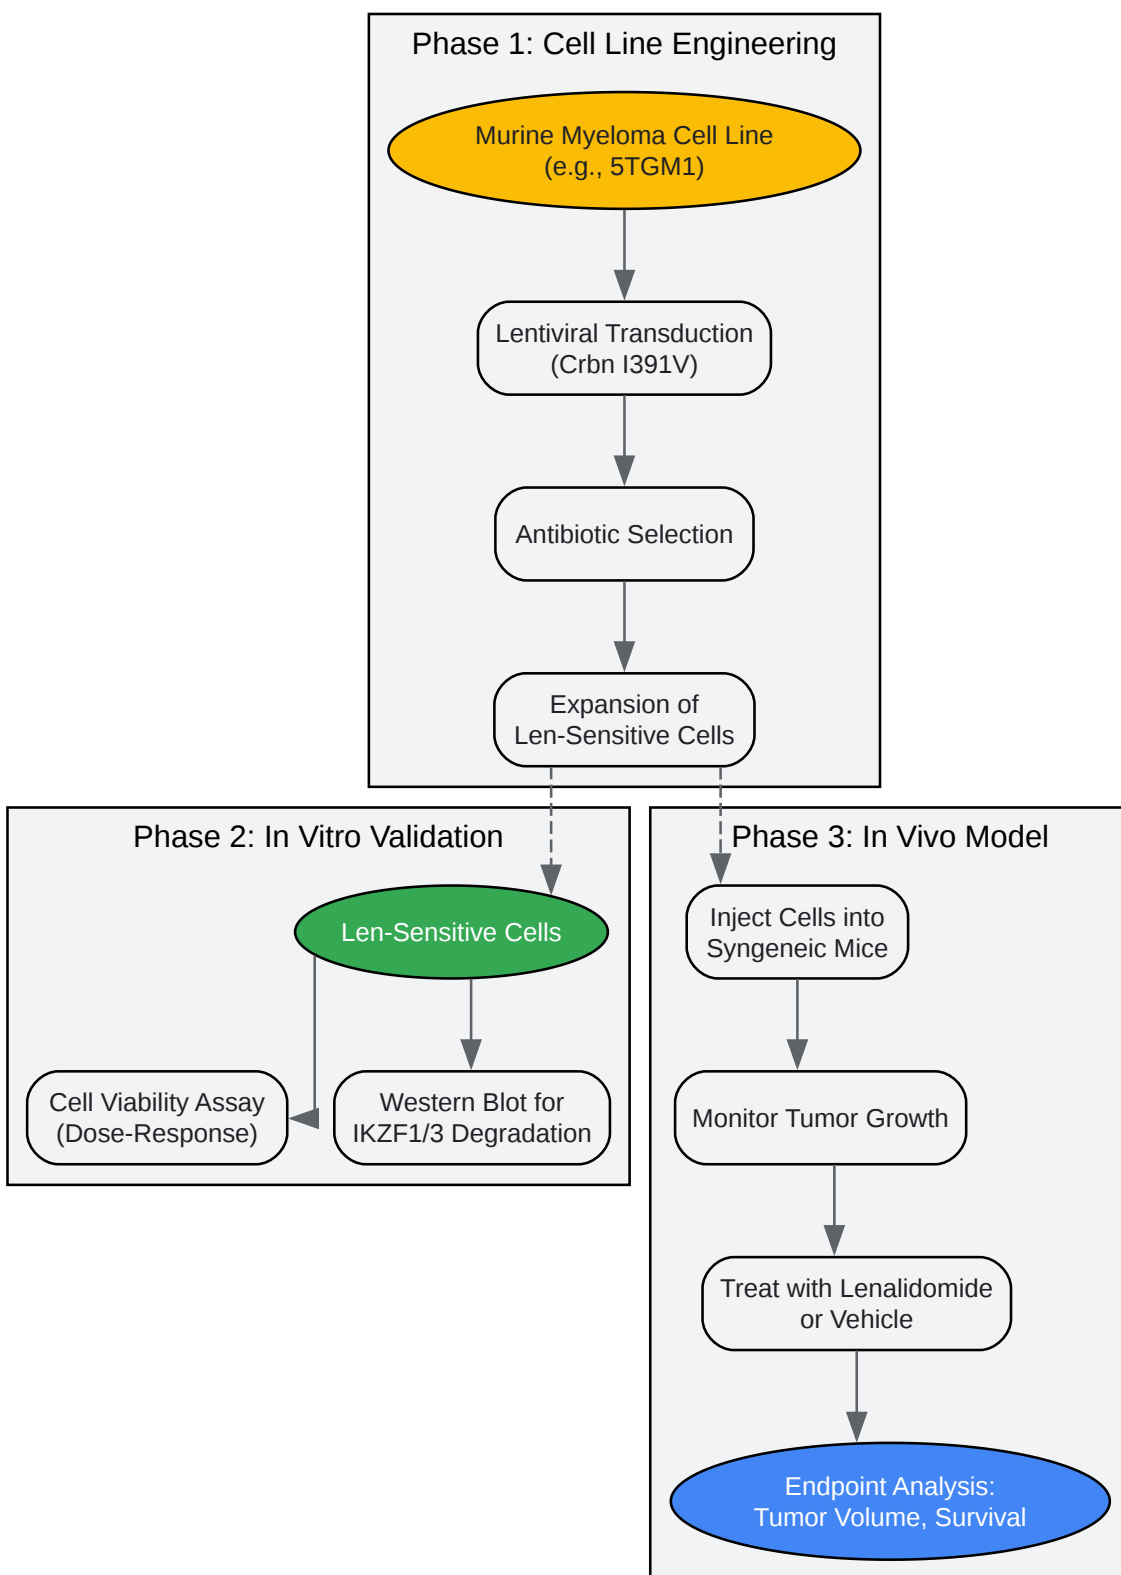 Phase 1: Cell Line Engineering
Murine Myeloma Cell Line
(e.g., 5TGM1)
Lentiviral Transduction
(Crbn I391V)
Antibiotic Selection
Expansion of
Len-Sensitive Cells
Phase 2: In Vitro Validation
Len-Sensitive Cells
Cell Viability Assay
(Dose-Response)
Western Blot for
IKZF1/3 Degradation
Phase 3: In Vivo Model
Inject Cells into
Syngeneic Mice
Monitor Tumor Growth
Treat with Lenalidomide
or Vehicle
Endpoint Analysis:
Tumor Volume, Survival